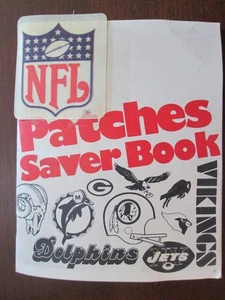 NFL
Patches
Saver Book
VIKINGS
G
Dolphins
JETS